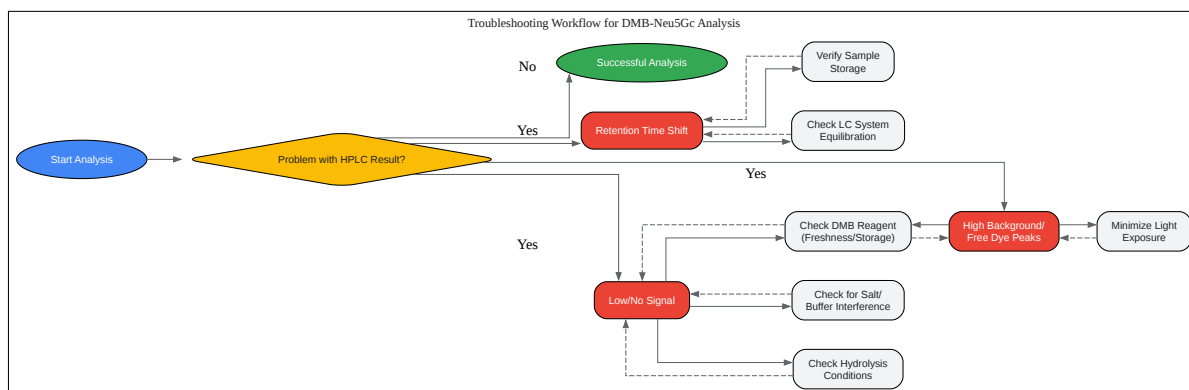 Troubleshooting Workflow for DMB-Neu5Gc Analysis
Start Analysis
Problem with HPLC Result?
No
Successful Analysis
Yes
Retention Time Shift
Verify Sample
Storage
Check LC System
Equilibration
Yes
High Background/
Free Dye Peaks
Minimize Light
Exposure
Check DMB Reagent
(Freshness/Storage)
Yes
Low/No Signal
Check for Salt/
Buffer Interference
Check Hydrolysis
Conditions